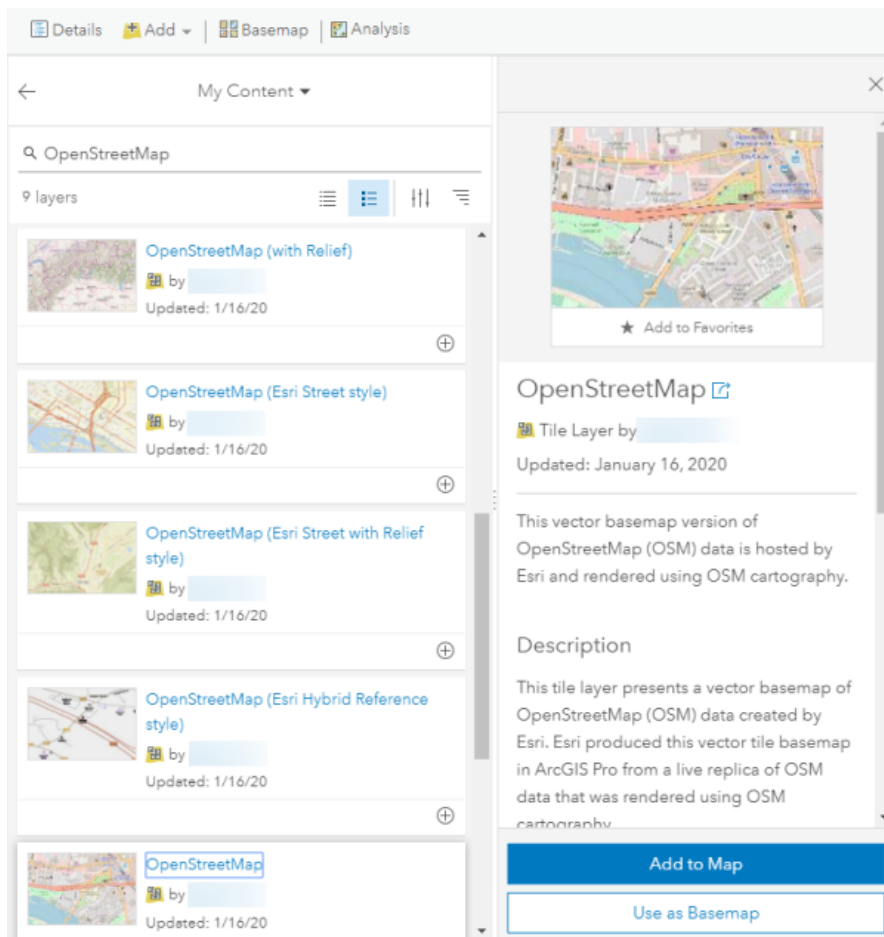 Details Add Basemap Analysis
My Content
OpenStreetMap
9 layers
OpenStreetMap (with Relief)
by
Updated: 1/16/20
OpenStreetMap (Esri Street style)
by
Updated: 1/16/20
OpenStreetMap (Esri Street with Relief
style)
by
Updated: 1/16/20
OpenStreetMap (Esri Hybrid Reference
style)
by
Updated: 1/16/20
OpenStreetMap
by
Updated: 1/16/20
Add to Favorites
OpenStreetMap
Tile Layer by
Updated: January 16, 2020
This vector basemap version of
OpenStreetMap (OSM) data is hosted by
Esri and rendered using OSM cartography.
Description
This tile layer presents a vector basemap of
OpenStreetMap (OSM) data created by
Esri. Esri produced this vector tile basemap
in ArcGIS Pro from a live replica of OSM
data that was rendered using OSM
cartography
Add to Map
Use as Basemap